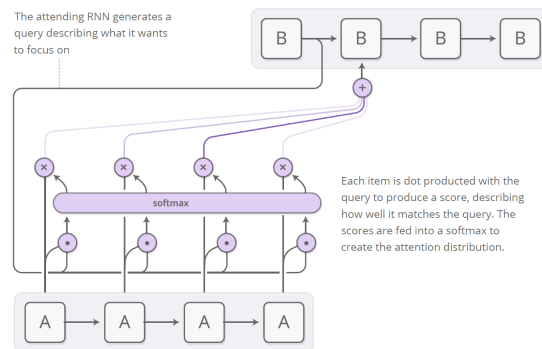 The attending RNN generates a
query describing what it wants
to focus on
B B B B
+
× × × ×
softmax
Each item is dot producted with the
query to produce a score, describing
how well it matches the query. The
scores are fed into a softmax to
create the attention distribution.
A A A A